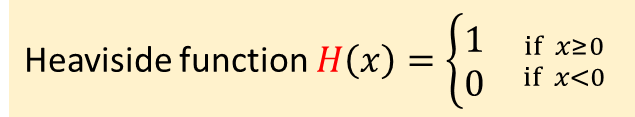 Heaviside function H(x) = {1 if x≥0
0 if x<0